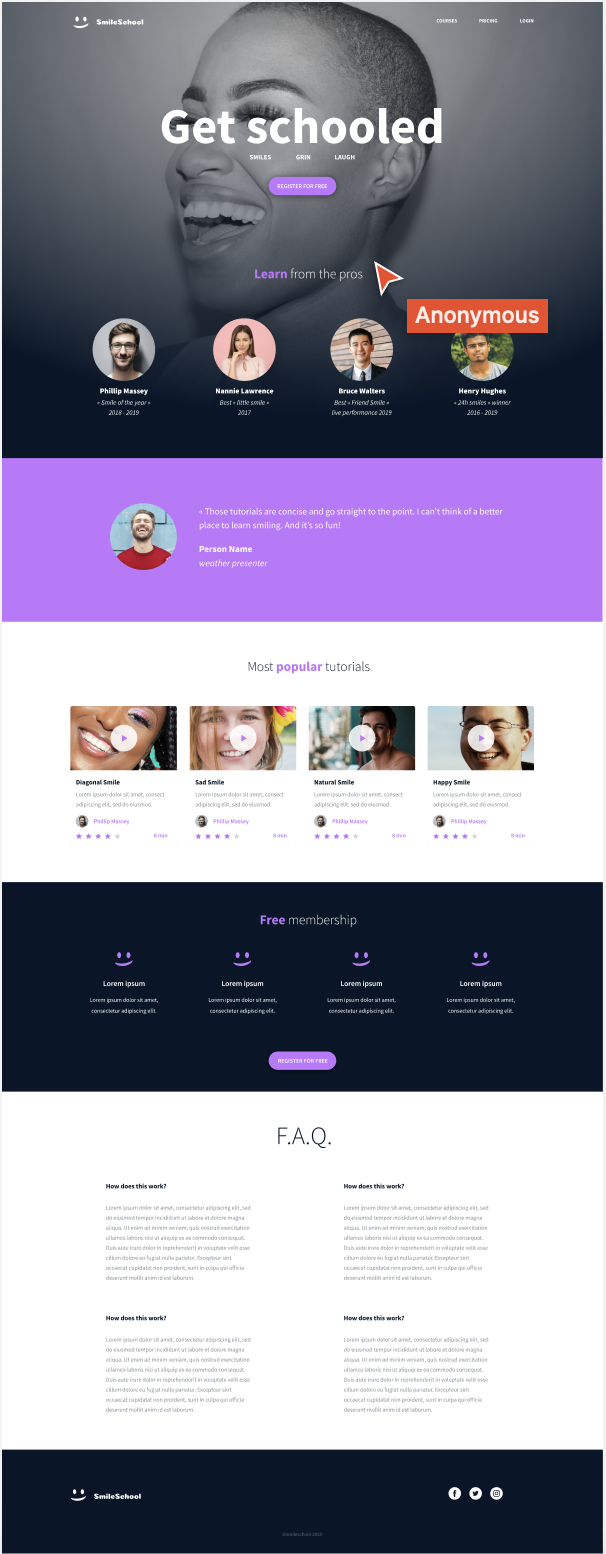 SmileSchool
COURSES PRICING LOGIN
Get schooled
SMILES GRIN LAUGH
REGISTER FOR FREE
Learn from the pros
Anonymous
Phillip Massey
« Smile of the year »
2018 - 2019
Nannie Lawrence
Best « little smile »
2017
Bruce Walters
Best « Friend Smile »
live performance 2019
Henry Hughes
« 24h smiles » winner
2016 - 2019
« Those tutorials are concise and go straight to the point. I can't think of a better
place to learn smiling. And it's so fun!
Person Name
weather presenter
Most popular tutorials
Diagonal Smile
Lorem ipsum dolor sit amet, consect
adipiscing elit, sed do eiusmod.
Phillip Massey
8 min
Sad Smile
Lorem ipsum dolor sit amet, consect
adipiscing elit, sed do eiusmod.
Phillip Massey
8 min
Natural Smile
Lorem ipsum dolor sit amet, consect
adipiscing elit, sed do eiusmod.
Phillip Massey
8 min
Happy Smile
Lorem ipsum dolor sit amet, consect
adipiscing elit, sed do eiusmod.
Phillip Massey
8 min
Free membership
Lorem ipsum
Lorem ipsum dolor sit amet,
consectetur adipiscing elit.
Lorem ipsum
Lorem ipsum dolor sit amet,
consectetur adipiscing elit.
Lorem ipsum
Lorem ipsum dolor sit amet,
consectetur adipiscing elit.
Lorem ipsum
Lorem ipsum dolor sit amet,
consectetur adipiscing elit.
REGISTER FOR FREE
F.A.Q.
How does this work?
Lorem ipsum dolor sit amet, consectetur adipiscing elit, sed
do eiusmod tempor incididunt ut labore et dolore magna
aliqua. Ut enim ad minim veniam, quis nostrud exercitation
ullamco laboris nisi ut aliquip ex ea commodo consequat.
Duis aute irure dolor in reprehenderit in voluptate velit esse
cillum dolore eu fugiat nulla pariatur. Excepteur sint
occaecat cupidatat non proident, sunt in culpa qui officia
deserunt mollit anim id est laborum.
How does this work?
Lorem ipsum dolor sit amet, consectetur adipiscing elit, sed
do eiusmod tempor incididunt ut labore et dolore magna
aliqua. Ut enim ad minim veniam, quis nostrud exercitation
ullamco laboris nisi ut aliquip ex ea commodo consequat.
Duis aute irure dolor in reprehenderit in voluptate velit esse
cillum dolore eu fugiat nulla pariatur. Excepteur sint
occaecat cupidatat non proident, sunt in culpa qui officia
deserunt mollit anim id est laborum.
How does this work?
Lorem ipsum dolor sit amet, consectetur adipiscing elit, sed
do eiusmod tempor incididunt ut labore et dolore magna
aliqua. Ut enim ad minim veniam, quis nostrud exercitation
ullamco laboris nisi ut aliquip ex ea commodo consequat.
Duis aute irure dolor in reprehenderit in voluptate velit esse
cillum dolore eu fugiat nulla pariatur. Excepteur sint
occaecat cupidatat non proident, sunt in culpa qui officia
deserunt mollit anim id est laborum.
How does this work?
Lorem ipsum dolor sit amet, consectetur adipiscing elit, sed
do eiusmod tempor incididunt ut labore et dolore magna
aliqua. Ut enim ad minim veniam, quis nostrud exercitation
ullamco laboris nisi ut aliquip ex ea commodo consequat.
Duis aute irure dolor in reprehenderit in voluptate velit esse
cillum dolore eu fugiat nulla pariatur. Excepteur sint
occaecat cupidatat non proident, sunt in culpa qui officia
deserunt mollit anim id est laborum.
SmileSchool